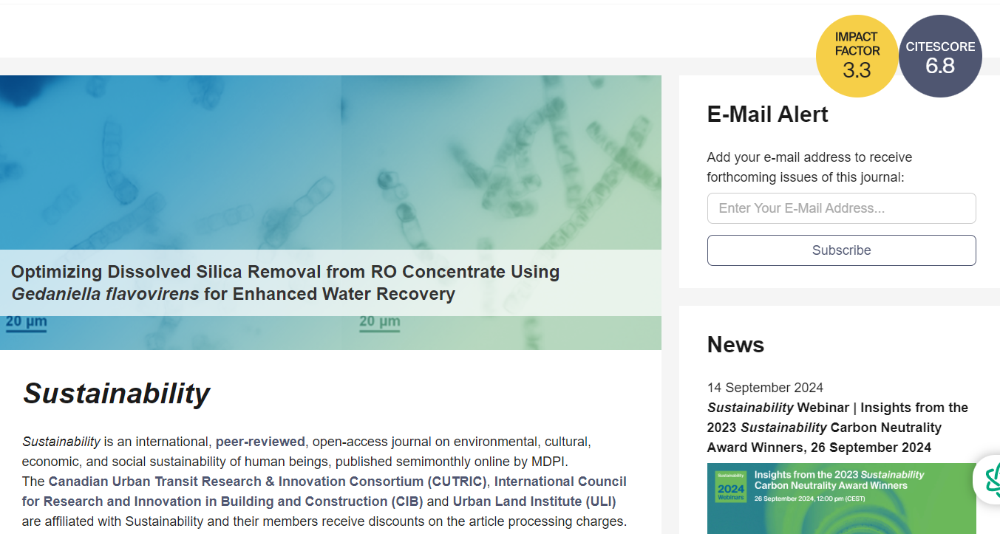 IMPACT
FACTOR
3.3
CITESCORE
6.8
Optimizing Dissolved Silica Removal from RO Concentrate Using
Gedaniella flavovirens for Enhanced Water Recovery
20 μm
20 μm
Sustainability
Sustainability is an international, peer-reviewed, open-access journal on environmental, cultural,
economic, and social sustainability of human beings, published semimonthly online by MDPI.
The Canadian Urban Transit Research & Innovation Consortium (CUTRIC), International Council
for Research and Innovation in Building and Construction (CIB) and Urban Land Institute (ULI)
are affiliated with Sustainability and their members receive discounts on the article processing charges.
E-Mail Alert
Add your e-mail address to receive
forthcoming issues of this journal:
Enter Your E-Mail Address...
Subscribe
News
14 September 2024
Sustainability Webinar | Insights from the
2023 Sustainability Carbon Neutrality
Award Winners, 26 September 2024
Sustainability
2024
Webinars
Insights from the 2023 Sustainability
Carbon Neutrality Award Winners
26 September 2024, 12:00 pm (CEST)